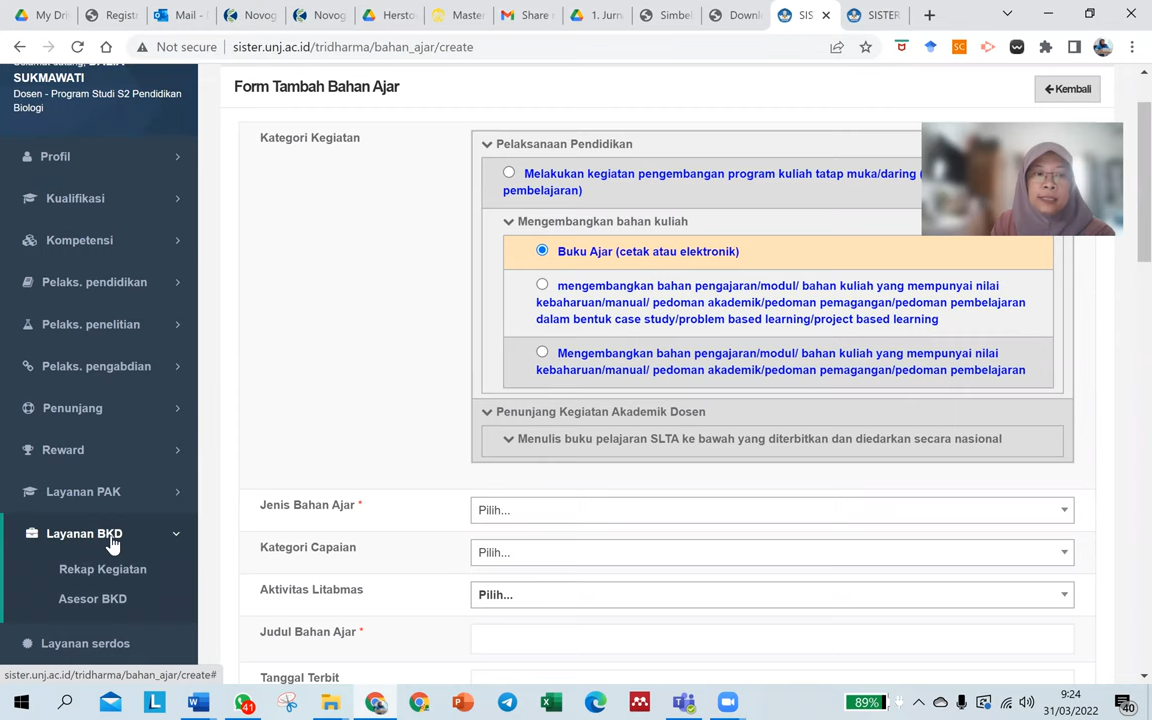 My Dri
Registr
Mail -
Novog
Novog
Herstor
Master
Share r
1. Jurn
Simbel
Downl
SIS
SISTER
Not secure
sister.unj.ac.id/tridharma/bahan_ajar/create
SUKMAWATI
Dosen - Program Studi S2 Pendidikan
Biologi
Profil
Kualifikasi
Kompetensi
Pelaks. pendidikan
Pelaks. penelitian
Pelaks. pengabdian
Penunjang
Reward
Layanan PAK
Layanan BKD
Rekap Kegiatan
Asesor BKD
Layanan serdos
sister.unj.ac.id/tridharma/bahan_ajar/create#
Form Tambah Bahan Ajar
Kembali
Kategori Kegiatan
Pelaksanaan Pendidikan
Melakukan kegiatan pengembangan program kuliah tatap muka/daring (
pembelajaran)
Mengembangkan bahan kuliah
Buku Ajar (cetak atau elektronik)
mengembangkan bahan pengajaran/modul/ bahan kuliah yang mempunyai nilai
kebaharuan/manual/ pedoman akademik/pedoman pemagangan/pedoman pembelajaran
dalam bentuk case study/problem based learning/project based learning
Mengembangkan bahan pengajaran/modul/ bahan kuliah yang mempunyai nilai
kebaharuan/manual/ pedoman akademik/pedoman pemagangan/pedoman pembelajaran
Penunjang Kegiatan Akademik Dosen
Menulis buku pelajaran SLTA ke bawah yang diterbitkan dan diedarkan secara nasional
Jenis Bahan Ajar *
Pilih...
Kategori Capaian
Pilih...
Aktivitas Litabmas
Pilih...
Judul Bahan Ajar *
Tanggal Terbit
41
89%
9:24
31/03/2022
40